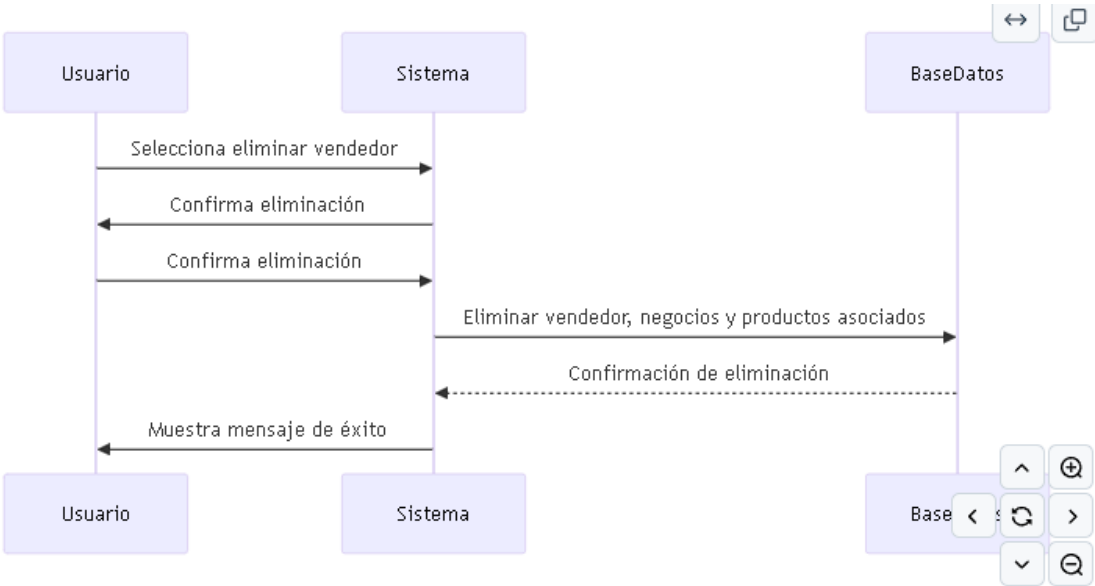 Usuario
Sistema
BaseDatos
Selecciona eliminar vendedor
Confirma eliminación
Confirma eliminación
Eliminar vendedor, negocios y productos asociados
Confirmación de eliminación
Muestra mensaje de éxito
Usuario
Sistema